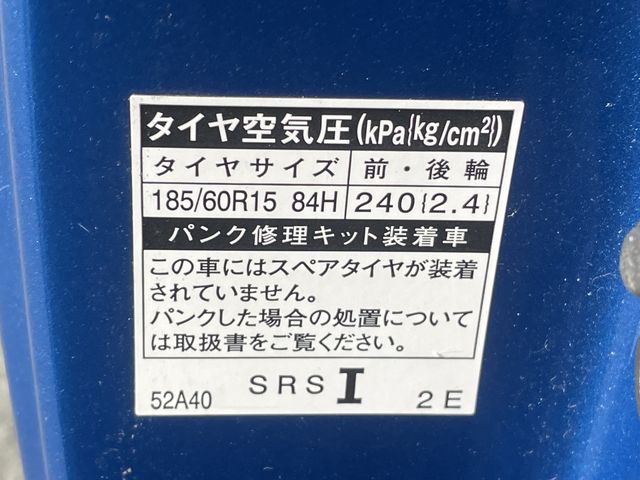 タイヤ空気圧(kPa{kg/cm²})
タイヤサイズ 前・後輪
185/60R15 84H 240{2.4}
パンク修理キット装着車
この車にはスペアタイヤが装着
されていません。
パンクした場合の処置について
は取扱書をご覧ください。
52A40 SRS I 2E